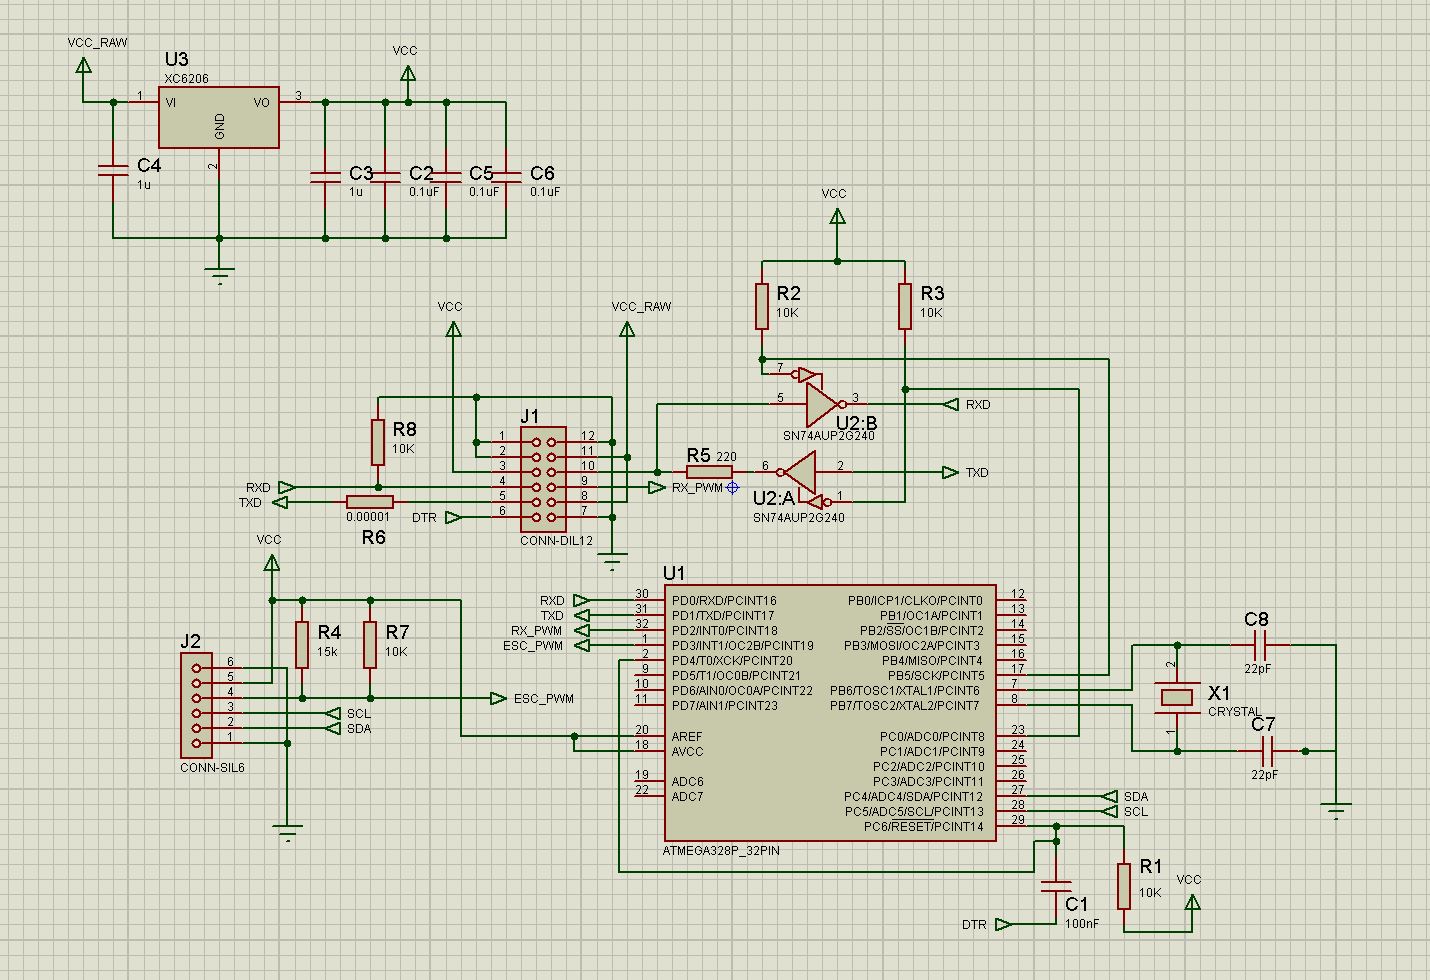 VCC_RAW
U3
XC6206
1
VI
VO
3
GND
2
VCC
C4
1u
C3
1u
C2
0.1uF
C5
0.1uF
C6
0.1uF
VCC
R2
10K
R3
10K
7
5
3
RXD
U2:B
SN74AUP2G240
VCC
VCC_RAW
R8
10K
J1
1
2
3
4
5
6
12
11
10
9
8
7
CONN-DIL12
RXD
TXD
0.00001
R6
DTR
R5
220
RX_PWM
6
2
TXD
U2:A
1
SN74AUP2G240
VCC
R4
15k
R7
10K
J2
6
5
4
3
2
1
CONN-SIL6
ESC_PWM
SCL
SDA
U1
RXD
30
PD0/RXD/PCINT16
TXD
31
PD1/TXD/PCINT17
RX_PWM
32
PD2/INT0/PCINT18
ESC_PWM
1
PD3/INT1/OC2B/PCINT19
2
PD4/T0/XCK/PCINT20
9
PD5/T1/OC0B/PCINT21
10
PD6/AIN0/OC0A/PCINT22
11
PD7/AIN1/PCINT23
20
AREF
18
AVCC
19
ADC6
22
ADC7
PB0/ICP1/CLKO/PCINT0
12
PB1/OC1A/PCINT1
13
PB2/SS/OC1B/PCINT2
14
PB3/MOSI/OC2A/PCINT3
15
PB4/MISO/PCINT4
16
PB5/SCK/PCINT5
17
PB6/TOSC1/XTAL1/PCINT6
7
PB7/TOSC2/XTAL2/PCINT7
8
PC0/ADC0/PCINT8
23
PC1/ADC1/PCINT9
24
PC2/ADC2/PCINT10
25
PC3/ADC3/PCINT11
26
PC4/ADC4/SDA/PCINT12
27
SDA
PC5/ADC5/SCL/PCINT13
28
SCL
PC6/RESET/PCINT14
29
ATMEGA328P_32PIN
C8
22pF
2
X1
CRYSTAL
1
C7
22pF
R1
10K
VCC
C1
100nF
DTR